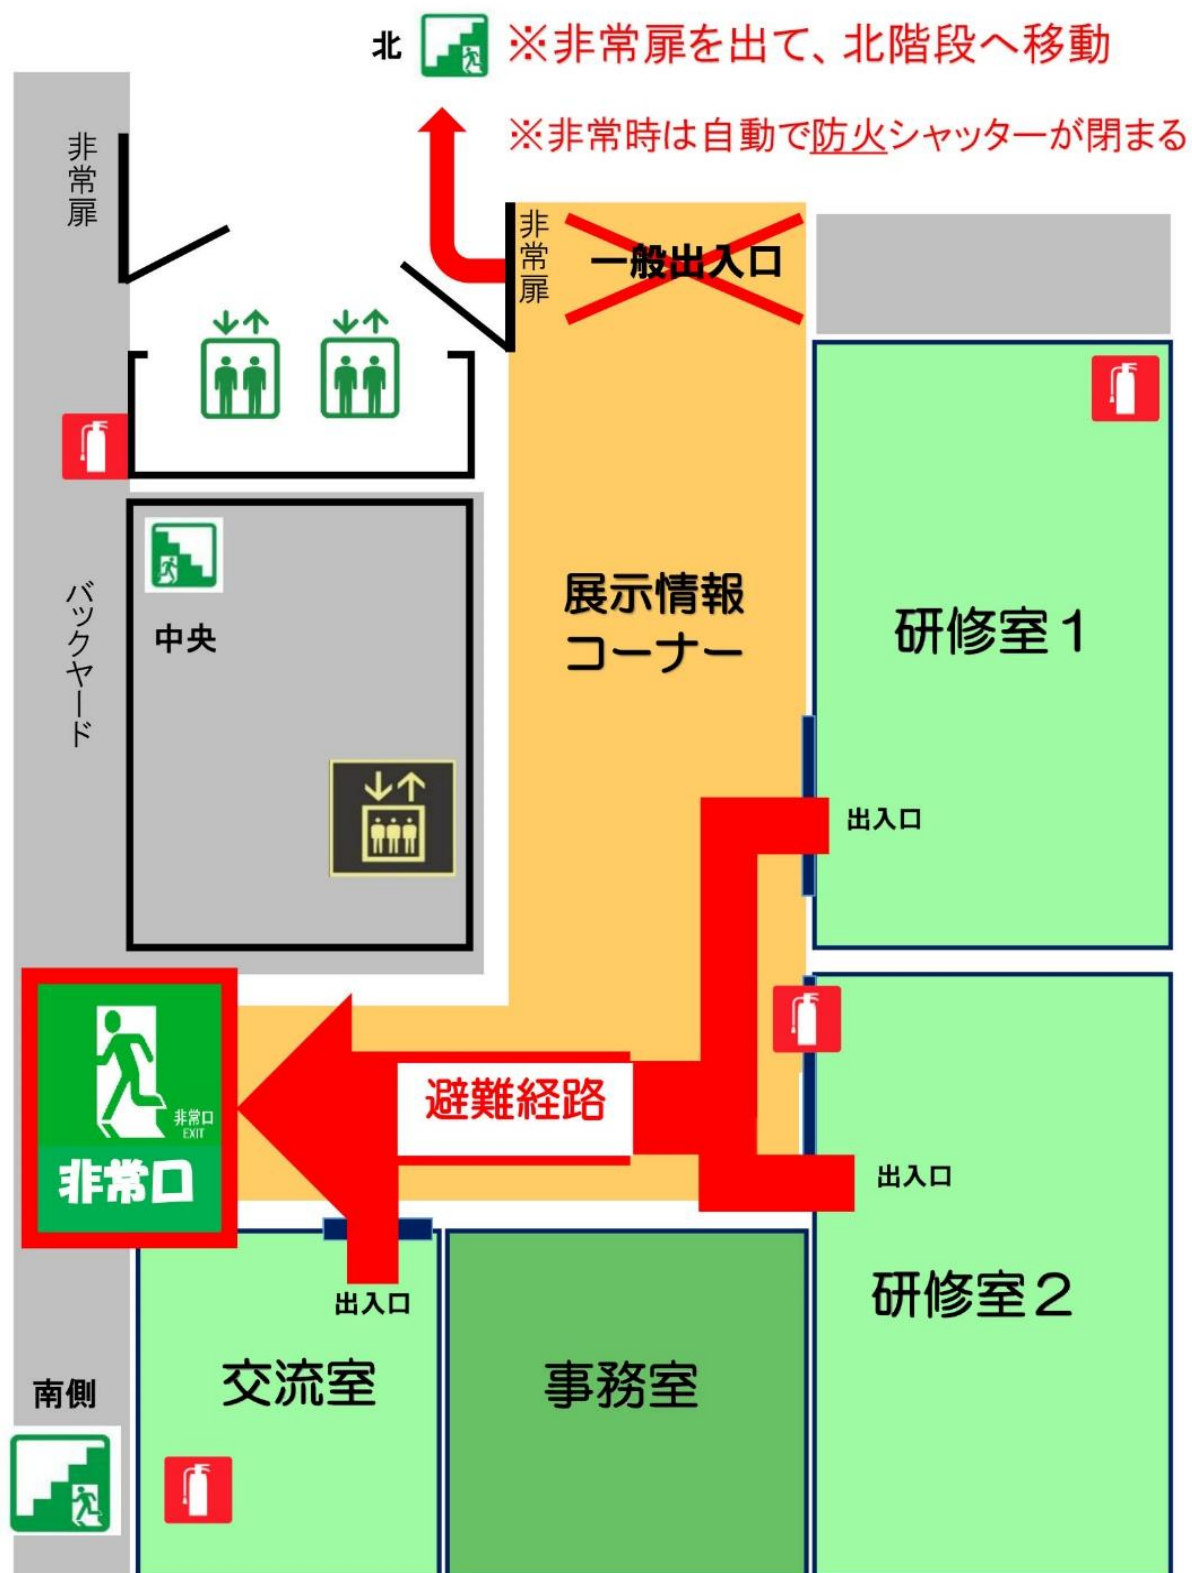 北
※非常扉を出て、北階段へ移動
※非常時は自動で防火シャッターが閉まる
非常扉
非常扉
一般出入口
中央
バックヤード
展示情報
コーナー
研修室1
出入口
避難経路
非常口
EXIT
非常口
出入口
研修室2
出入口
交流室
事務室
南側